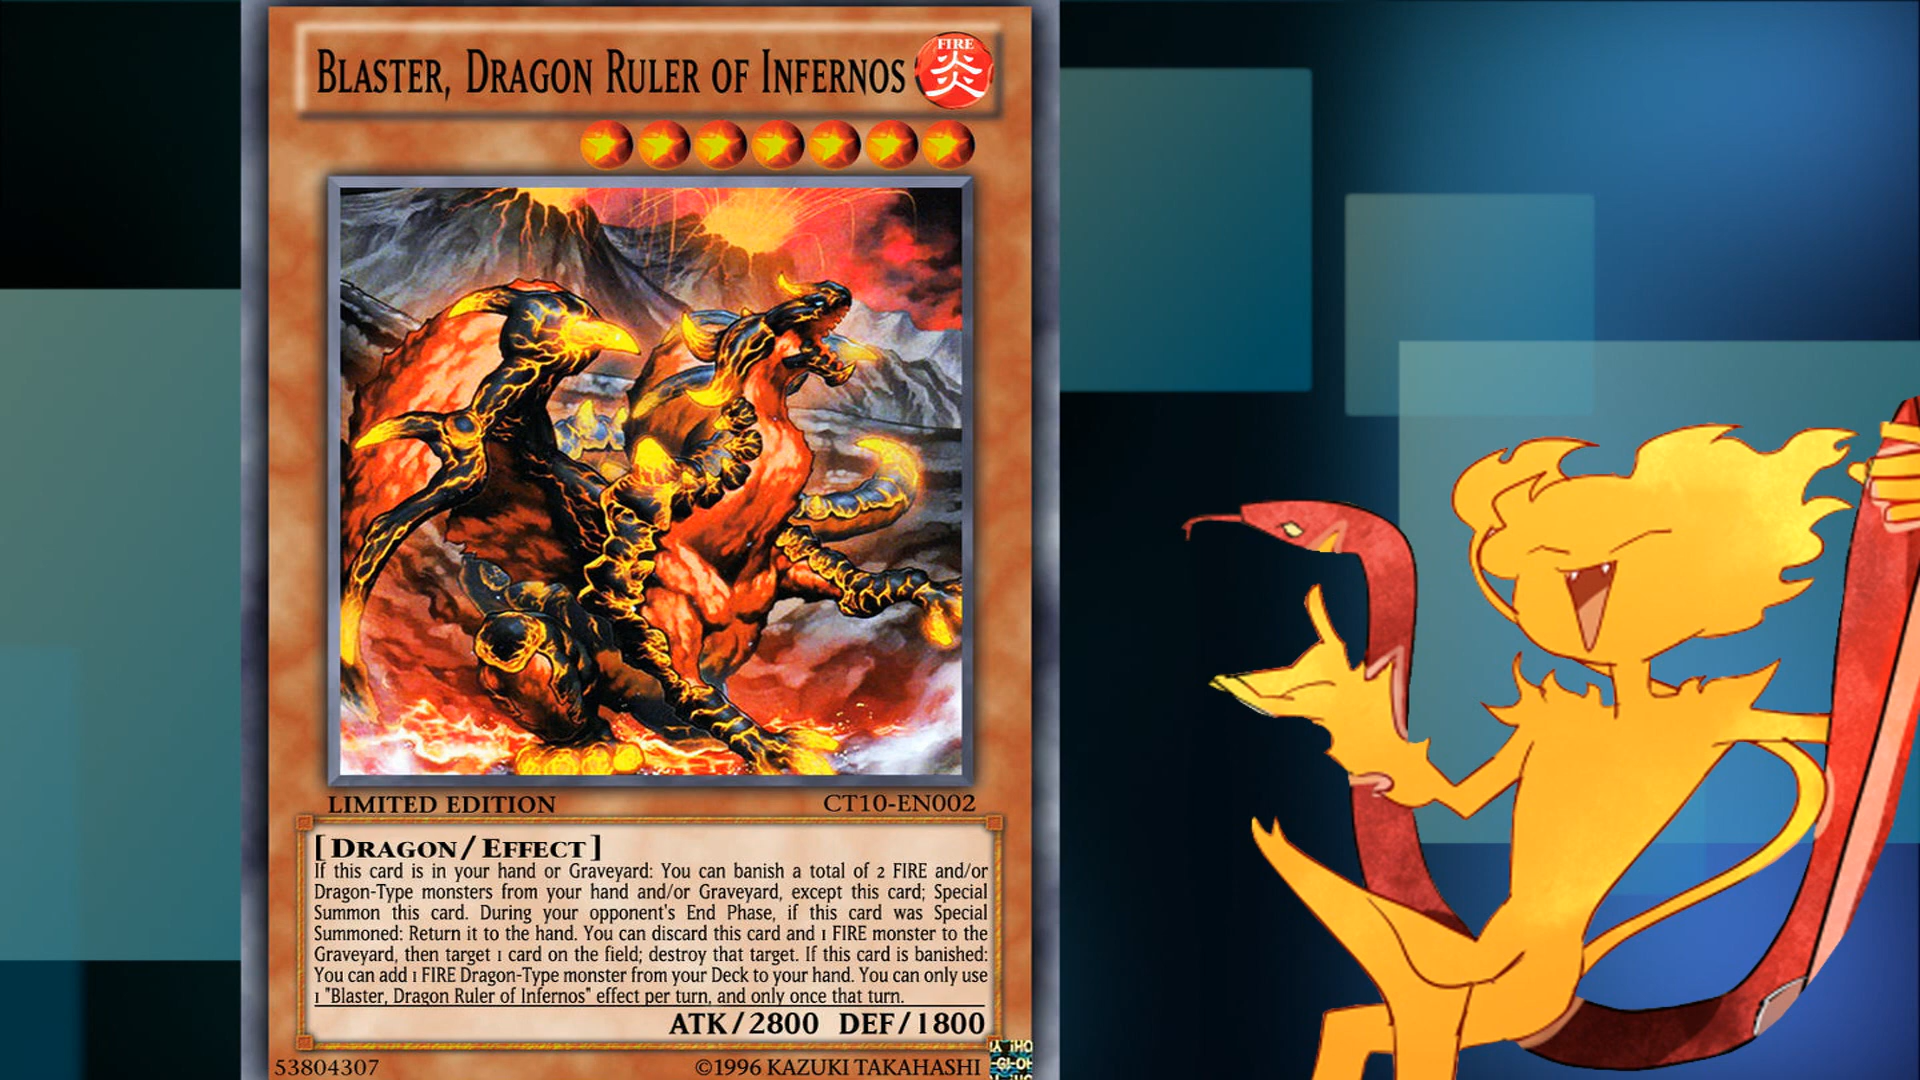 Blaster, Dragon Ruler of Infernos
FIRE
炎
LIMITED EDITION
CT10-EN002
[Dragon/Effect]
If this card is in your hand or Graveyard: You can banish a total of 2 FIRE and/or
Dragon-Type monsters from your hand and/or Graveyard, except this card; Special
Summon this card. During your opponent's End Phase, if this card was Special
Summoned: Return it to the hand. You can discard this card and 1 FIRE monster to the
Graveyard, then target 1 card on the field; destroy that target. If this card is banished:
You can add 1 FIRE Dragon-Type monster from your Deck to your hand. You can only use
1 "Blaster, Dragon Ruler of Infernos" effect per turn, and only once that turn.
ATK/2800 DEF/1800
53804307
©1996 KAZUKI TAKAHASHI